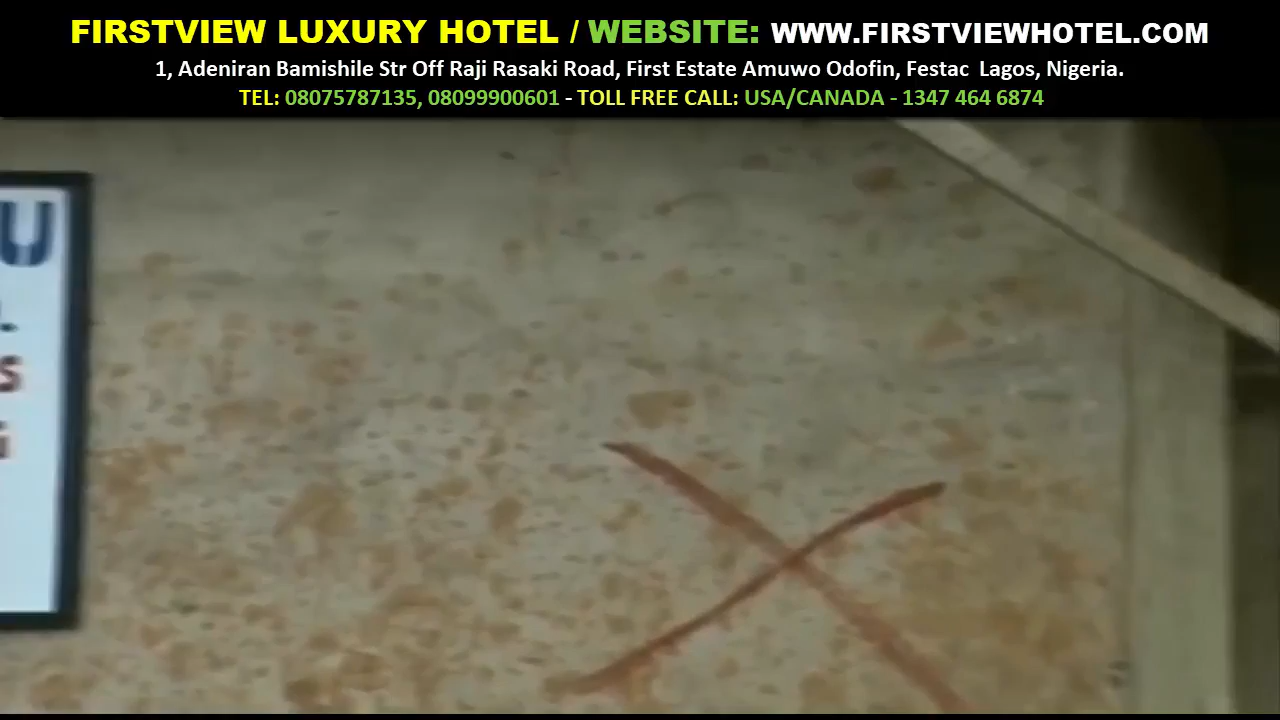 FIRSTVIEW LUXURY HOTEL / WEBSITE: WWW.FIRSTVIEWHOTEL.COM
1, Adeniran Bamishile Str Off Raji Rasaki Road, First Estate Amuwo Odofin, Festac Lagos, Nigeria.
TEL: 08075787135, 08099900601 - TOLL FREE CALL: USA/CANADA - 1347 464 6874
U